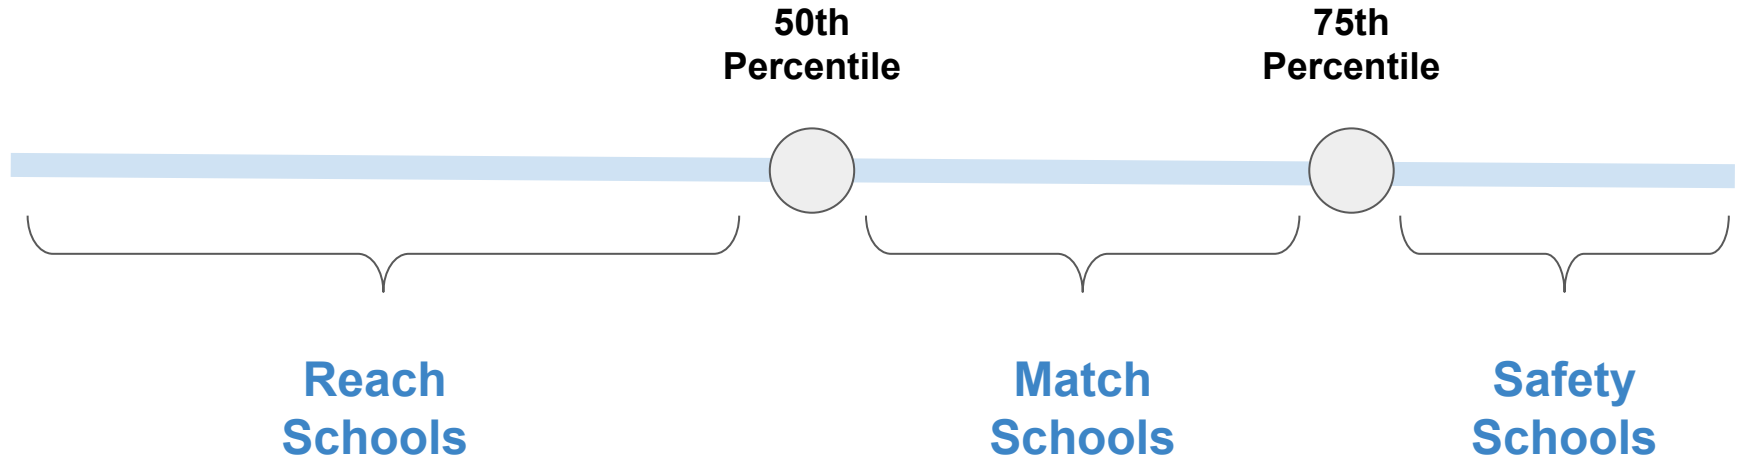 50th
Percentile
75th
Percentile
Reach
Schools
Match
Schools
Safety
Schools